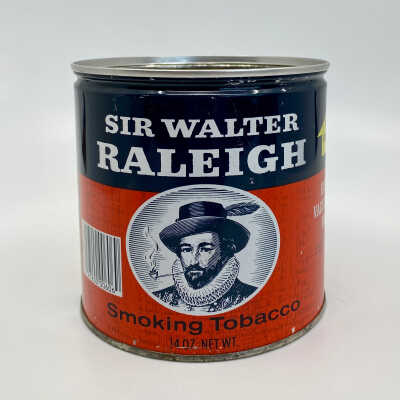 SIR WALTER
RALEIGH
Smoking Tobacco
14 OZ. NET WT.